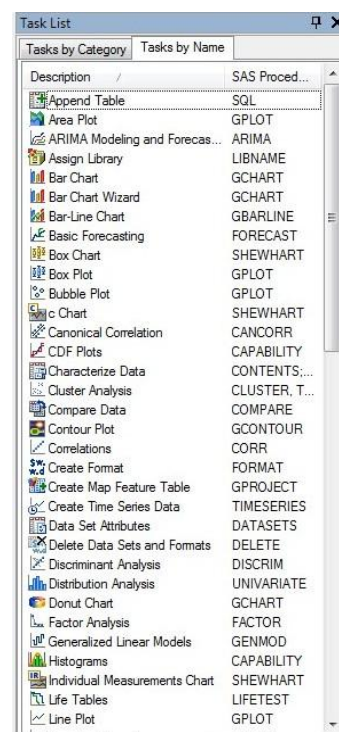 Task List
Tasks by Category Tasks by Name
Description SAS Proced...
Append Table SQL
Area Plot GPLOT
ARIMA Modeling and Forecas... ARIMA
Assign Library LIBNAME
Bar Chart GCHART
Bar Chart Wizard GCHART
Bar-Line Chart GBARLINE
Basic Forecasting FORECAST
Box Chart SHEWHART
Box Plot GPLOT
Bubble Plot GPLOT
c Chart SHEWHART
Canonical Correlation CANCORR
CDF Plots CAPABILITY
Characterize Data CONTENTS;...
Cluster Analysis CLUSTER, T...
Compare Data COMPARE
Contour Plot GCONTOUR
Correlations CORR
Create Format FORMAT
Create Map Feature Table GPROJECT
Create Time Series Data TIMESERIES
Data Set Attributes DATASETS
Delete Data Sets and Formats DELETE
Discriminant Analysis DISCRIM
Distribution Analysis UNIVARIATE
Donut Chart GCHART
Factor Analysis FACTOR
Generalized Linear Models GENMOD
Histograms CAPABILITY
Individual Measurements Chart SHEWHART
Life Tables LIFETEST
Line Plot GPLOT